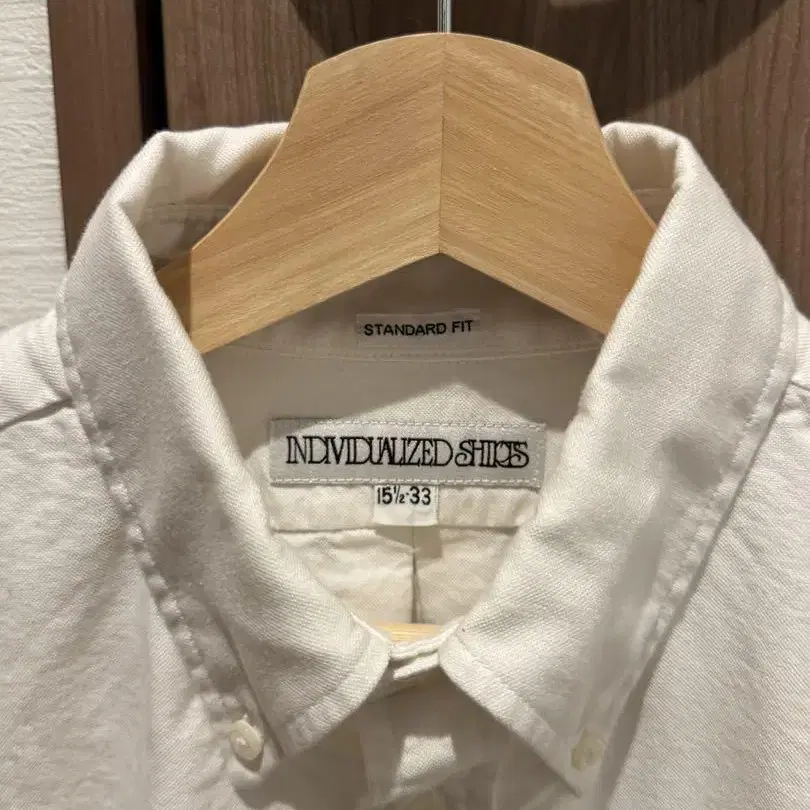 STANDARD FIT
INDIVIDUALIZED SHIRTS
15½-33